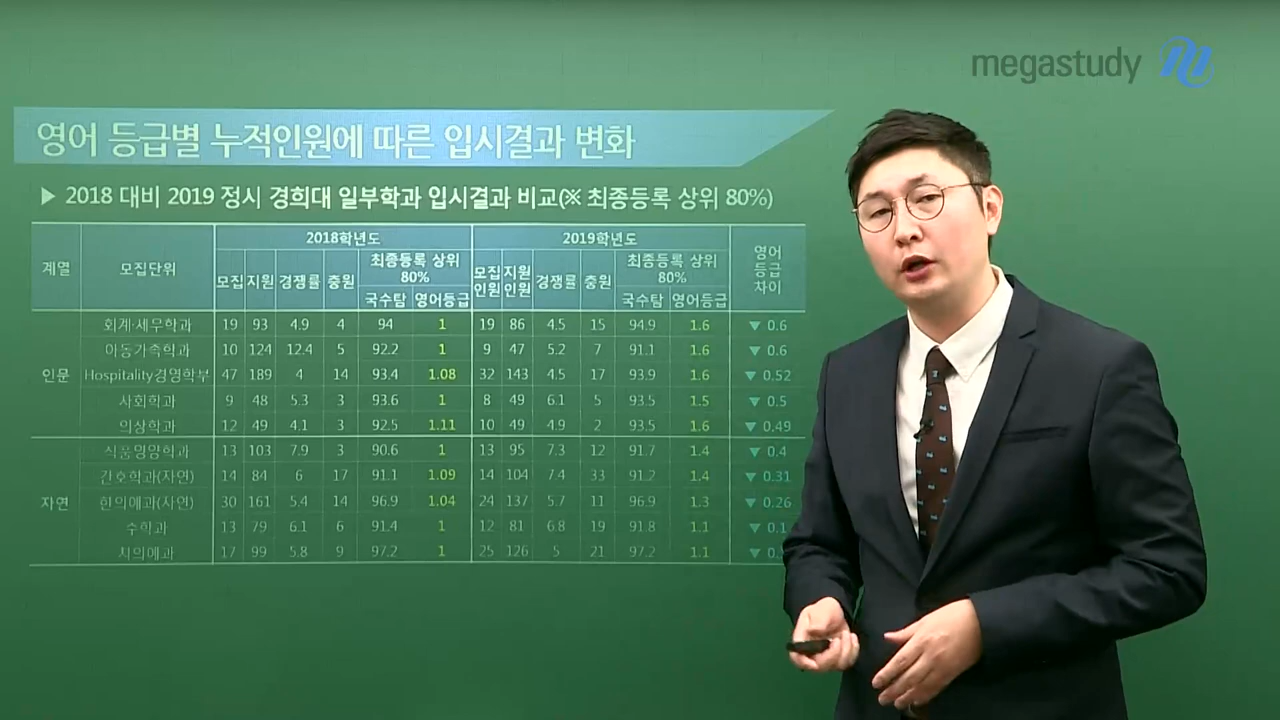 megastudy
영어 등급별 누적인원에 따른 입시결과 변화
▶ 2018 대비 2019 정시 경희대 일부학과 입시결과 비교(※ 최종등록 상위 80%)
계열 모집단위 2018학년도 2019학년도 영어 등급 차이
모집 지원 경쟁률 충원 최종등록 상위 80% 모집인원 지원인원 경쟁률 충원 최종등록 상위 80%
국수탐 영어등급 국수탐 영어등급
인문
회계·세무학과 19 93 4.9 4 94 1 19 86 4.5 15 94.9 1.6 ▼ 0.6
아동가족학과 10 124 12.4 5 92.2 1 9 47 5.2 7 91.1 1.6 ▼ 0.6
Hospitality경영학부 47 189 4 14 93.4 1.08 32 143 4.5 17 93.9 1.6 ▼ 0.52
사회학과 9 48 5.3 3 93.6 1 8 49 6.1 5 93.5 1.5 ▼ 0.5
의상학과 12 49 4.1 3 92.5 1.11 10 49 4.9 2 93.5 1.6 ▼ 0.49
자연
식품영양학과 13 103 7.9 3 90.6 1 13 95 7.3 12 91.7 1.4 ▼ 0.4
간호학과(자연) 14 84 6 17 91.1 1.09 14 104 7.4 33 91.2 1.4 ▼ 0.31
한의예과(자연) 30 161 5.4 14 96.9 1.04 24 137 5.7 11 96.9 1.3 ▼ 0.26
수학과 13 79 6.1 6 91.4 1 12 81 6.8 19 91.8 1.1 ▼ 0.1
치의예과 17 99 5.8 9 97.2 1 25 126 5 21 97.2 1.1 ▼